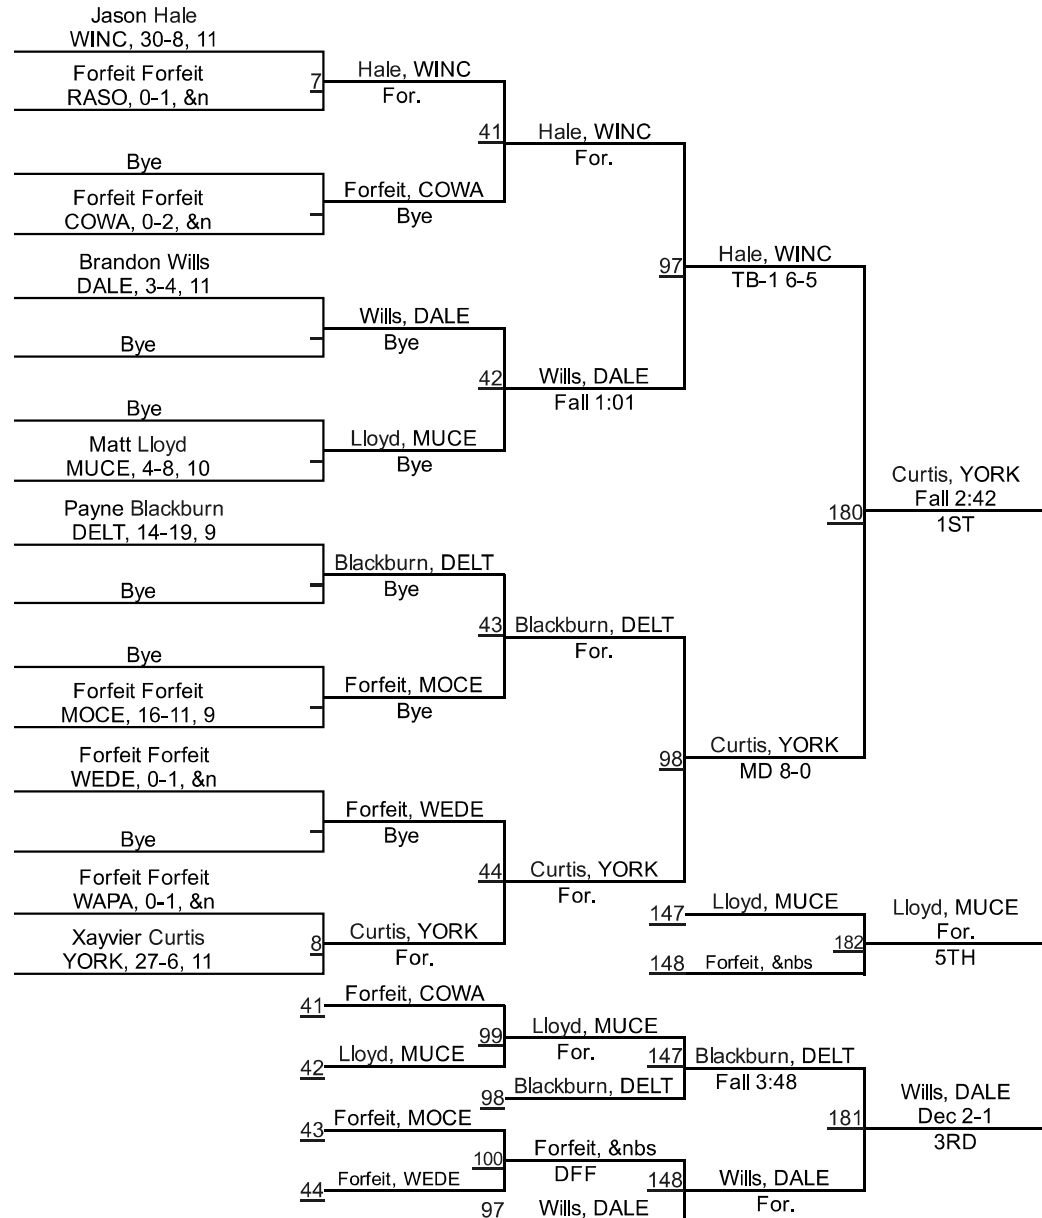 Jason Hale
WINC, 30-8, 11
Forfeit Forfeit
RASO, 0-1, &n
7
Hale, WINC
For.
41
Hale, WINC
For.
Bye
Forfeit Forfeit
COWA, 0-2, &n
Forfeit, COWA
Bye
Brandon Wills
DALE, 3-4, 11
97
Hale, WINC
TB-1 6-5
Wills, DALE
Bye
Bye
42
Wills, DALE
Fall 1:01
Bye
Matt Lloyd
MUCE, 4-8, 10
Lloyd, MUCE
Bye
180
Curtis, YORK
Fall 2:42
1ST
Payne Blackburn
DELT, 14-19, 9
Blackburn, DELT
Bye
Bye
43
Blackburn, DELT
For.
Bye
Forfeit Forfeit
MOCE, 16-11, 9
Forfeit, MOCE
Bye
98
Curtis, YORK
MD 8-0
Forfeit Forfeit
WEDE, 0-1, &n
Forfeit, WEDE
Bye
Bye
44
Curtis, YORK
For.
Forfeit Forfeit
WAPA, 0-1, &n
Xayvier Curtis
YORK, 27-6, 11
8
Curtis, YORK
For.
147
Lloyd, MUCE
148
Forfeit, &nbs
182
Lloyd, MUCE
For.
5TH
41
Forfeit, COWA
42
Lloyd, MUCE
99
Lloyd, MUCE
For.
98
Blackburn, DELT
147
Blackburn, DELT
Fall 3:48
181
Wills, DALE
Dec 2-1
3RD
43
Forfeit, MOCE
44
Forfeit, WEDE
100
Forfeit, &nbs
DFF
97
Wills, DALE
148
Wills, DALE
For.